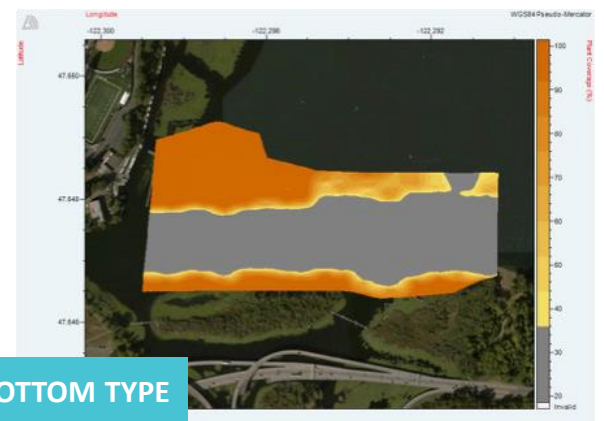 Longitude
WGS84 Pseudo-Mercator
-122,300 -122,296 -122,292
Latitude
Plant Coverage (%)
47.650
47.648
47.646
100
90
80
70
60
50
40
30
20
Invalid
OTTOM TYPE